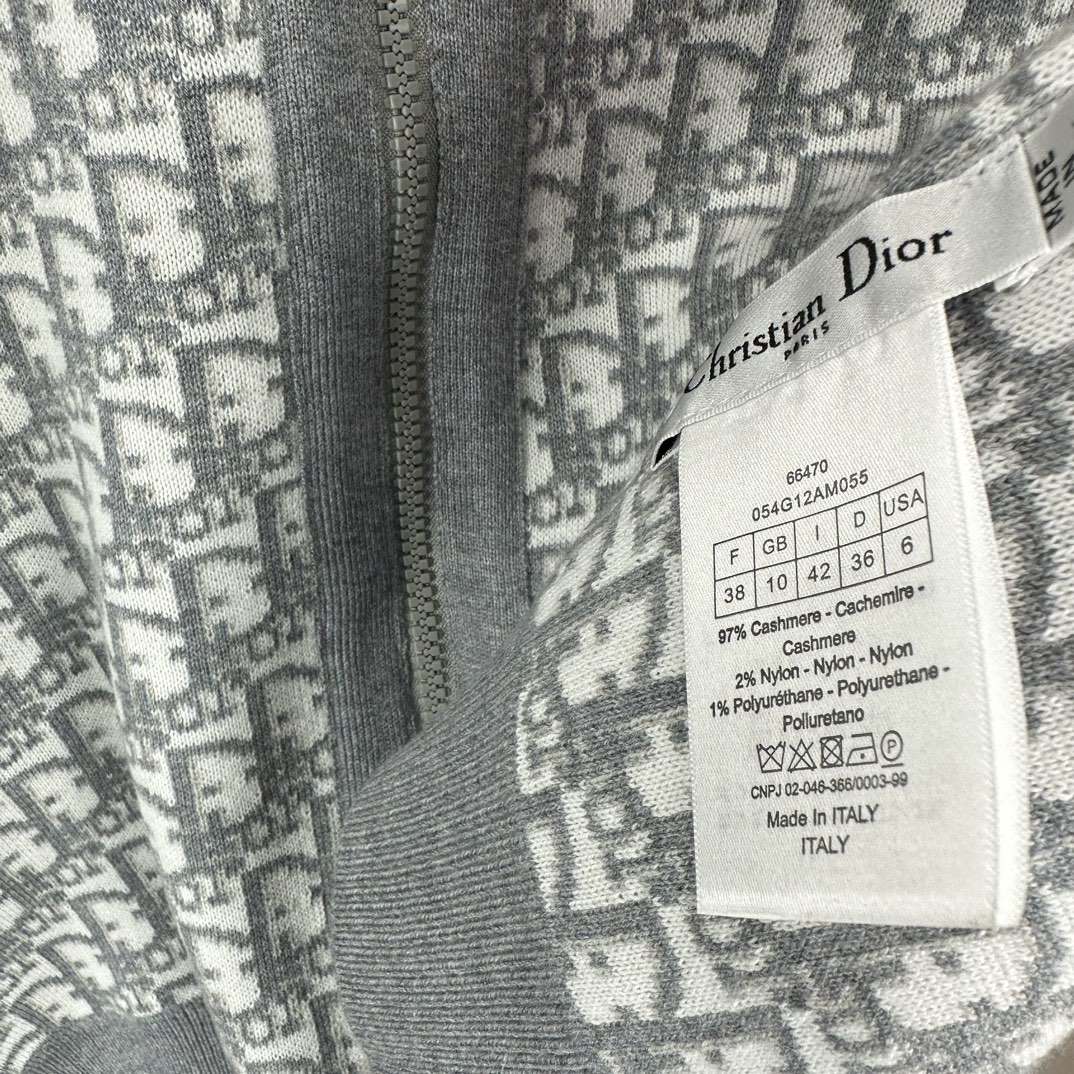 Christian Dior
PARIS
MADE
66470
054G12AM055
F GB I D USA
38 10 42 36 6
97% Cashmere - Cachemire -
Cashmere
2% Nylon - Nylon - Nylon
1% Polyuréthane - Polyurethane -
Poliuretano
CNPJ 02-046-366/0003-99
Made In ITALY
ITALY